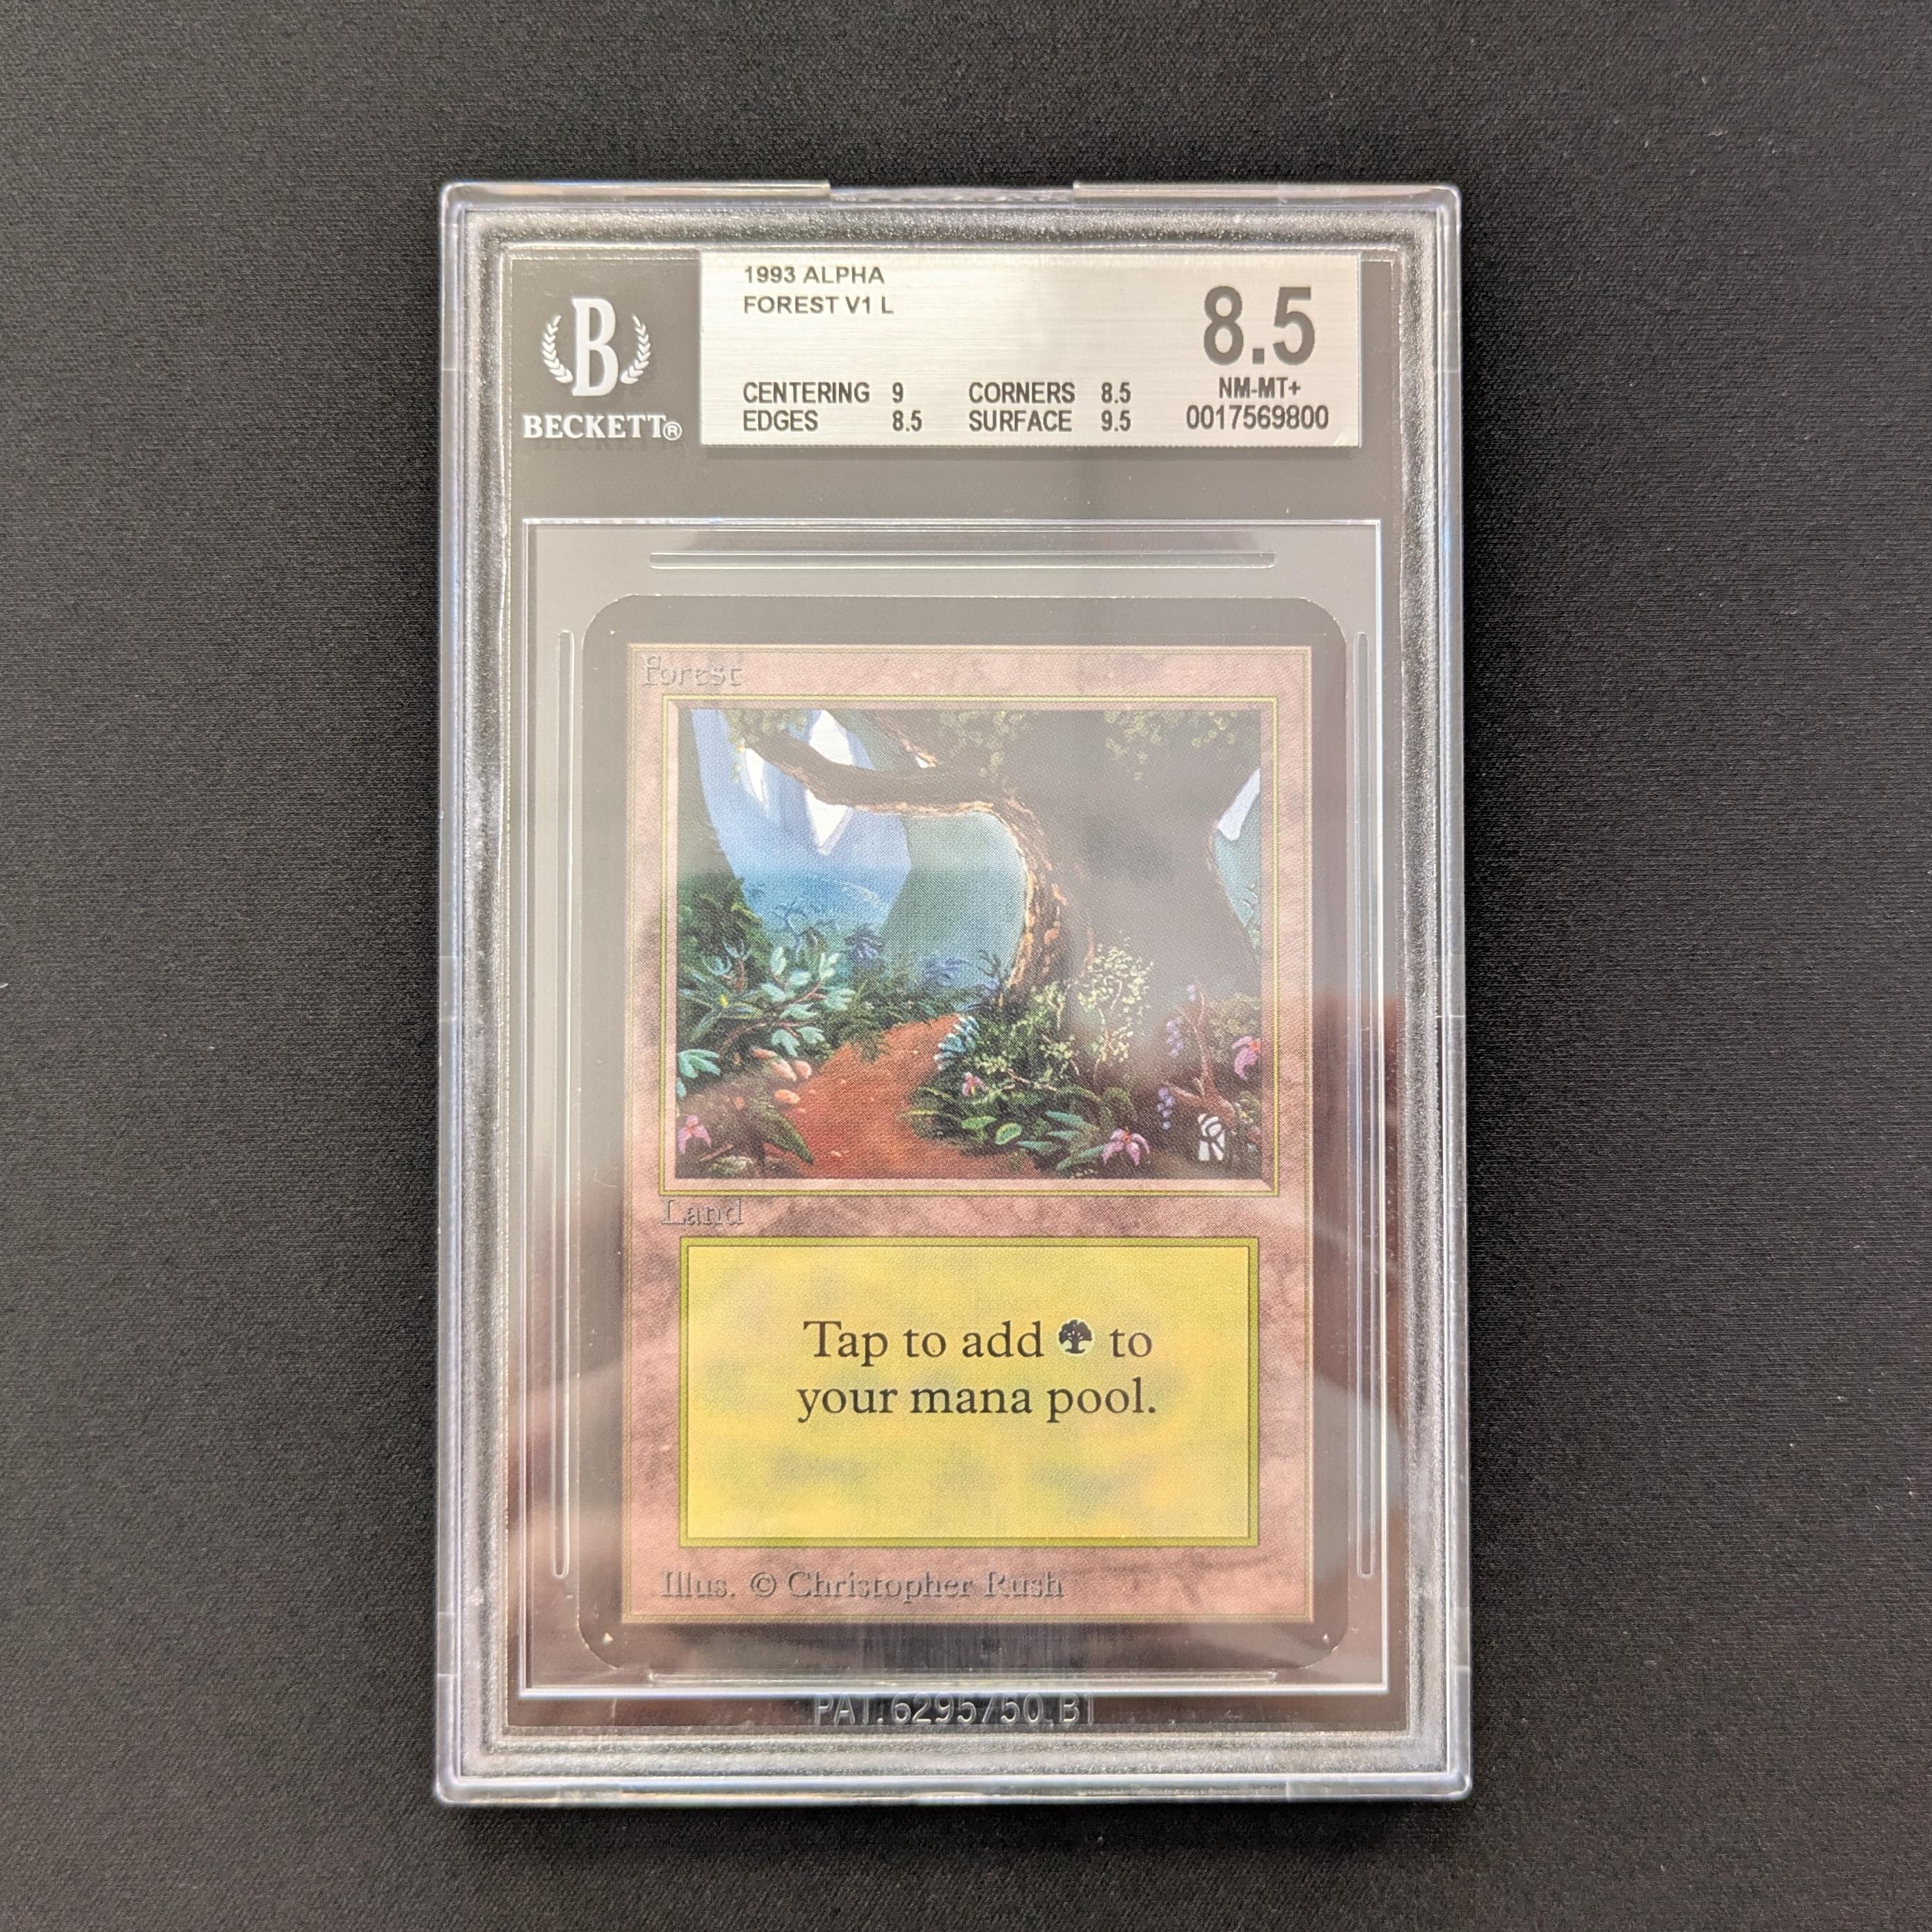 B
BECKETT®
1993 ALPHA
FOREST V1 L
8.5
CENTERING 9 CORNERS 8.5
NM-MT+
EDGES 8.5 SURFACE 9.5
0017569800
Forest
Land
Tap to add to
your mana pool.
Illus. © Christopher Rush
PAT.6295750.B1